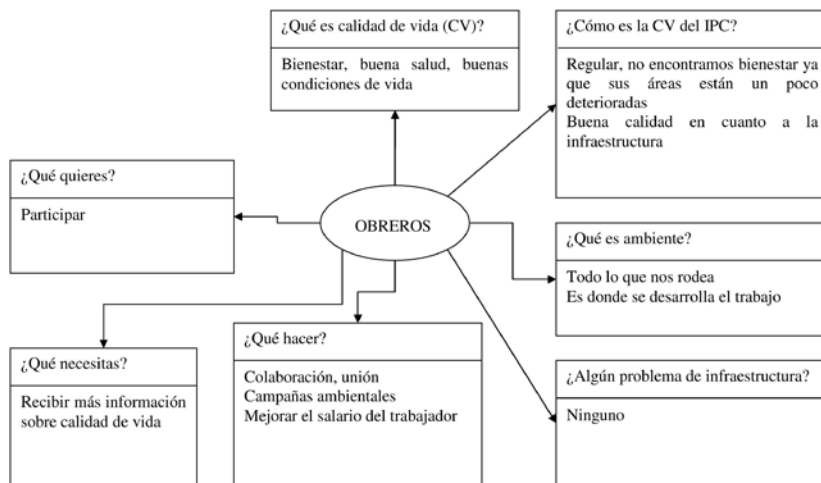 ¿Qué es calidad de vida (CV)?
Bienestar, buena salud, buenas
condiciones de vida
¿Cómo es la CV del IPC?
Regular, no encontramos bienestar ya
que sus áreas están un poco
deterioradas
Buena calidad en cuanto a la
infraestructura
¿Qué quieres?
Participar
OBREROS
¿Qué es ambiente?
Todo lo que nos rodea
Es donde se desarrolla el trabajo
¿Qué necesitas?
Recibir más información
sobre calidad de vida
¿Qué hacer?
Colaboración, unión
Campañas ambientales
Mejorar el salario del trabajador
¿Algún problema de infraestructura?
Ninguno